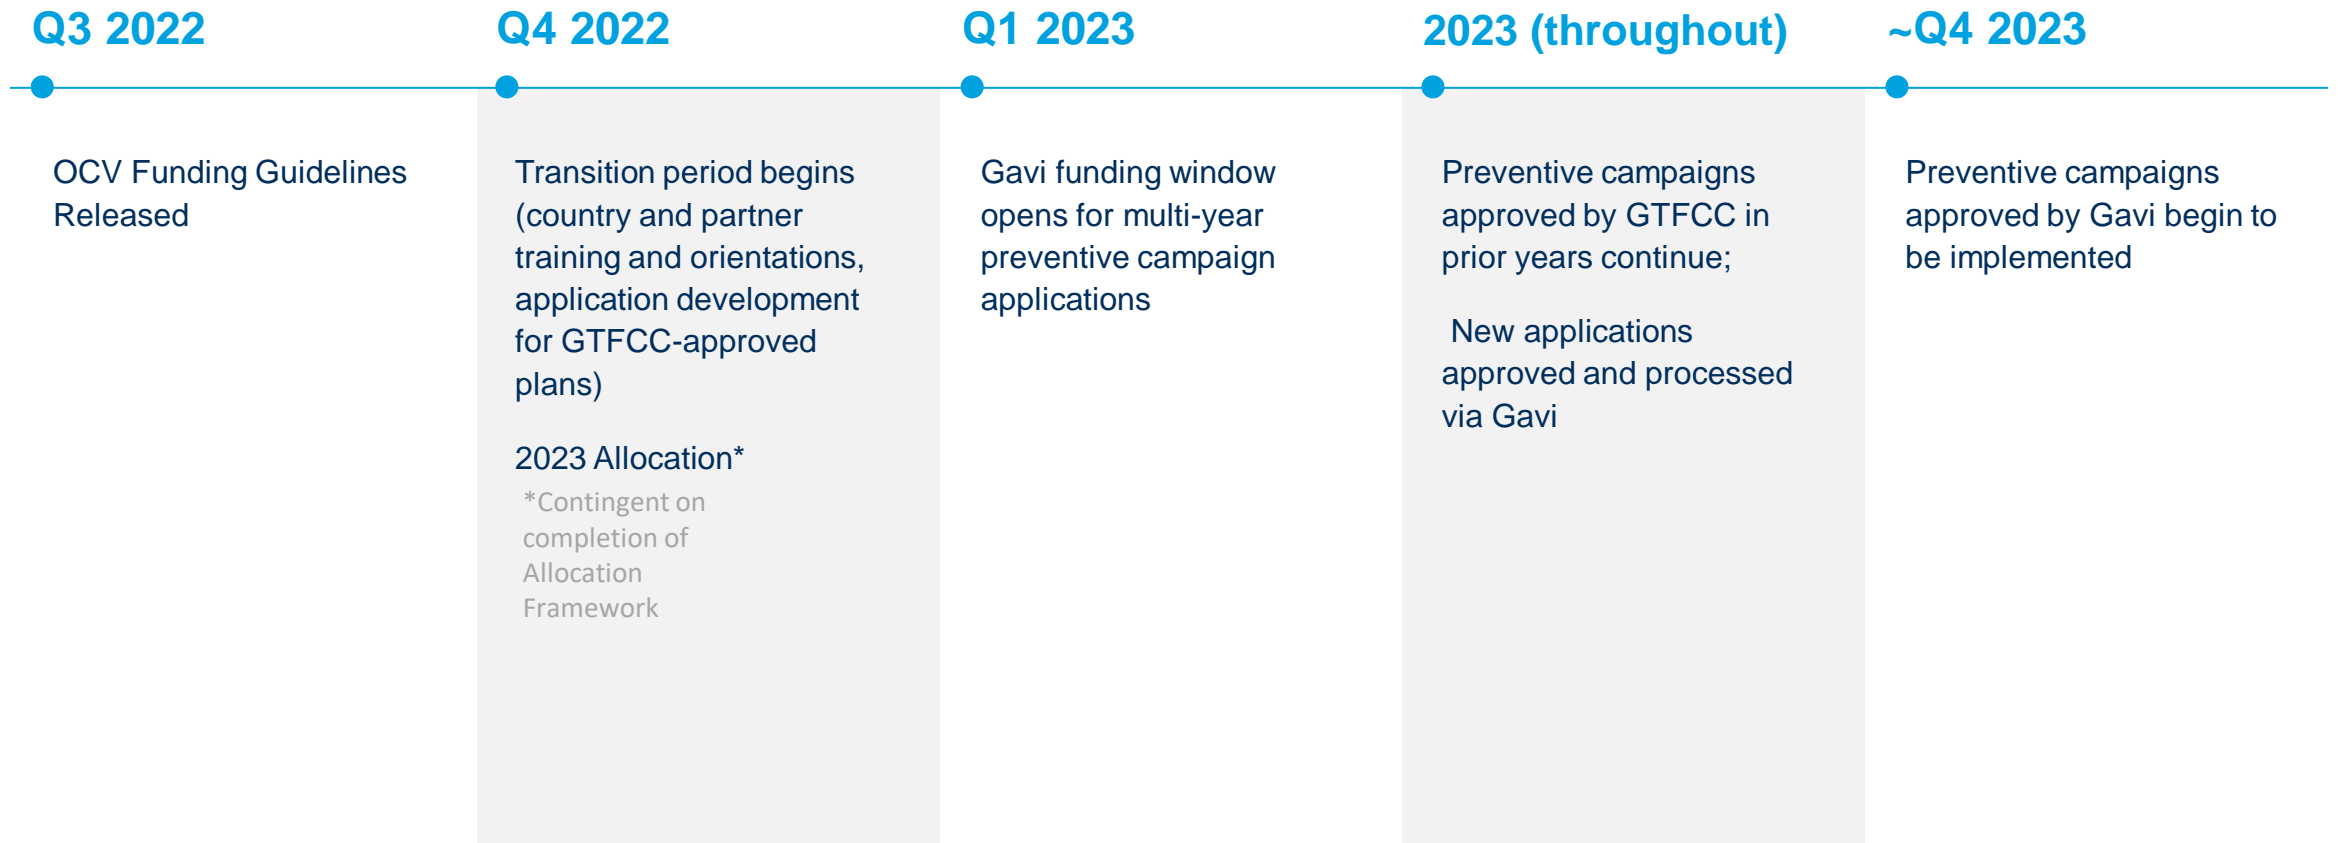 Q3 2022
OCV Funding Guidelines
Released
Q4 2022
Transition period begins
(country and partner
training and orientations,
application development
for GTFCC-approved
plans)
2023 Allocation*
*Contingent on
completion of
Allocation
Framework
Q1 2023
Gavi funding window
opens for multi-year
preventive campaign
applications
2023 (throughout)
Preventive campaigns
approved by GTFCC in
prior years continue;
New applications
approved and processed
via Gavi
~Q4 2023
Preventive campaigns
approved by Gavi begin to
be implemented